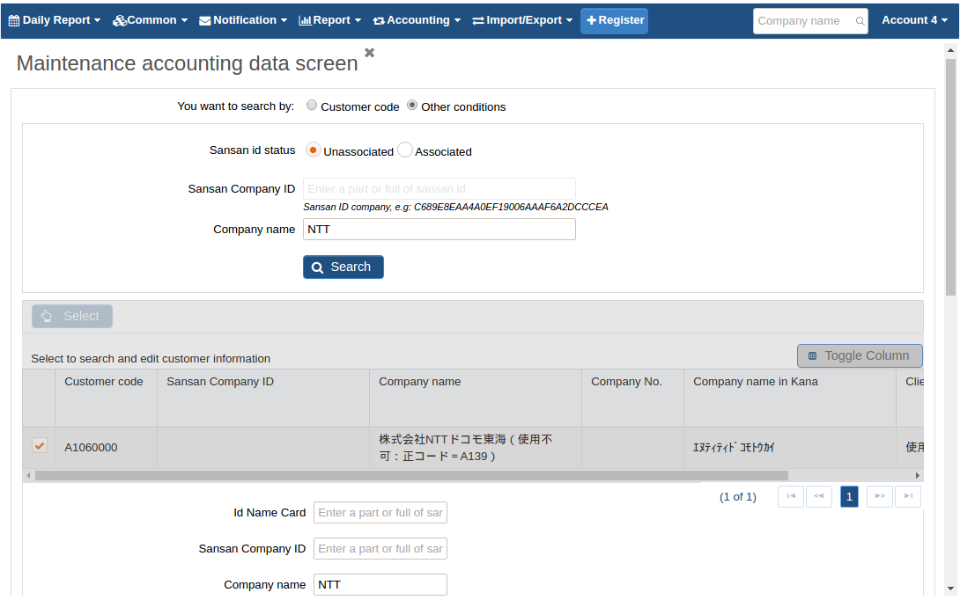 Daily Report Common Notification Report Accounting Import/Export Register Company name Account 4
Maintenance accounting data screen
You want to search by: Customer code Other conditions
Sansan id status Unassociated Associated
Sansan Company ID Enter a part or full of sansan id
Sansan ID company, e.g: C689E8EAA4A0EF19006AAAF6A2DCCCEA
Company name NTT
Search
Select
Select to search and edit customer information Toggle Column
Customer code Sansan Company ID Company name Company No. Company name in Kana Clie
A1060000 株式会社NTTドコモ東海(使用不 ｴﾇﾃｨﾃｨﾄﾞｺﾓﾄｳｶｲ 使用
可:正コード=A139)
(1 of 1) 1
Id Name Card Enter a part or full of sar
Sansan Company ID Enter a part or full of sar
Company name NTT